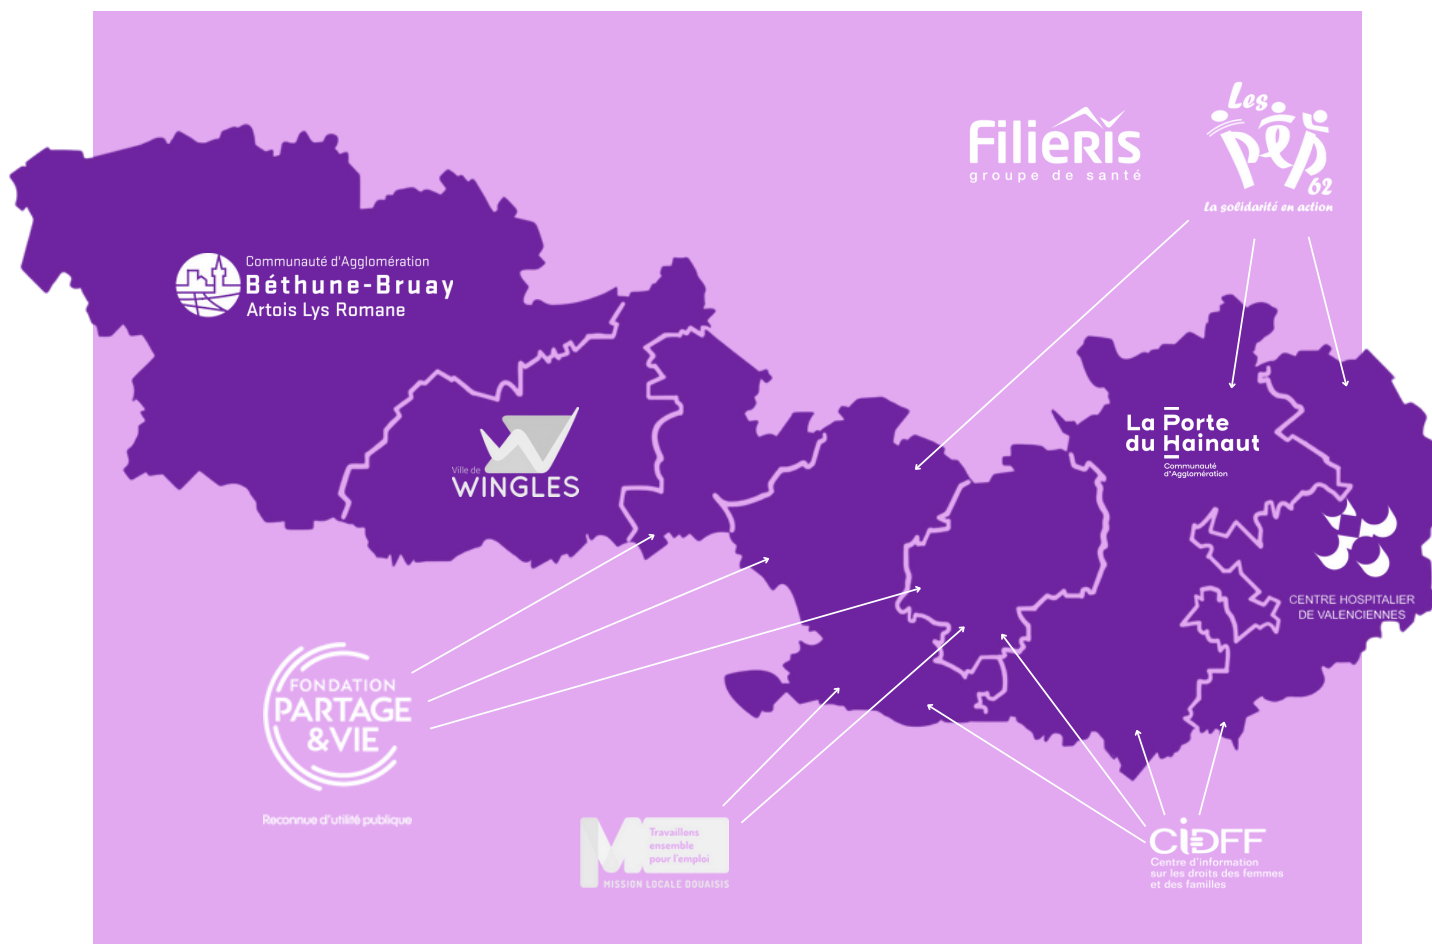 Communauté d'Agglomération
Béthune-Bruay
Artois Lys Romane
Filieris
groupe de santé
Les
pep
62
La solidarité en action
Ville de
WINGLES
La Porte
du Hainaut
Communauté
d'Agglomération
CENTRE HOSPITALIER
DE VALENCIENNES
FONDATION
PARTAGE
&VIE
Reconnue d'utilité publique
M
Travaillons
ensemble
pour l'emploi
MISSION LOCALE DOUAISIS
CiDFF
Centre d'information
sur les droits des femmes
et des familles